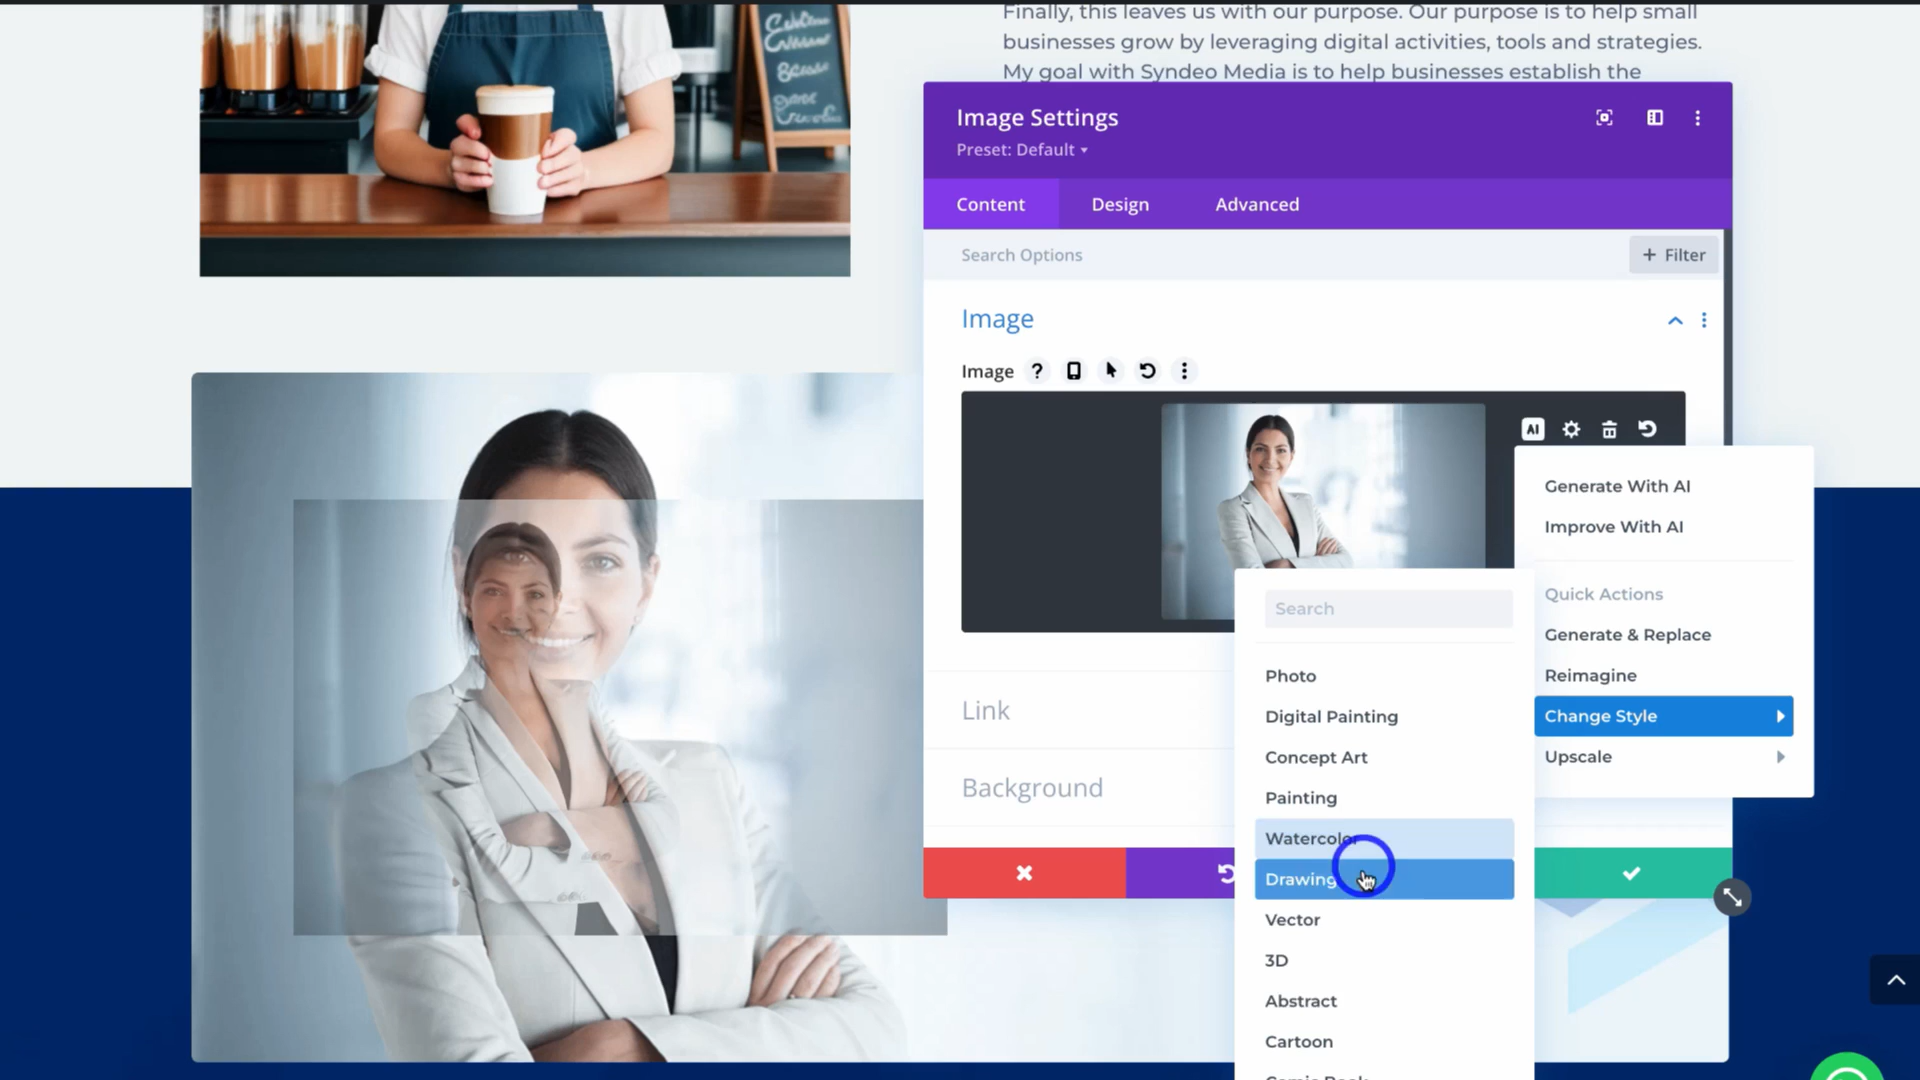 Finally, this leaves us with our purpose. Our purpose is to help small
businesses grow by leveraging digital activities, tools and strategies.
My goal with Syndeo Media is to help businesses establish the
Image Settings
Preset: Default
Content
Design
Advanced
Search Options
+ Filter
Image
Image
?
AI
Generate With AI
Improve With AI
Quick Actions
Generate & Replace
Reimagine
Change Style
Upscale
Search
Photo
Digital Painting
Concept Art
Painting
Watercolor
Drawing
Vector
3D
Abstract
Cartoon
Comic Book
Link
Background